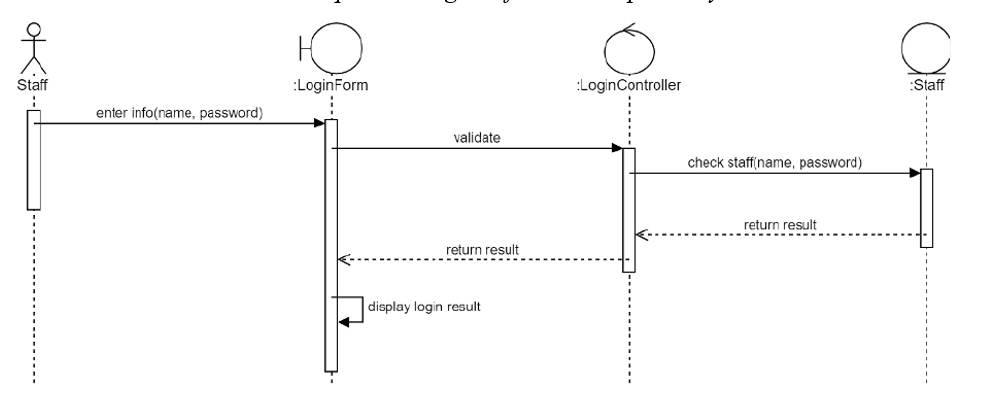 Staff
:LoginForm
:LoginController
:Staff
enter info(name, password)
validate
check staff(name, password)
return result
return result
display login result